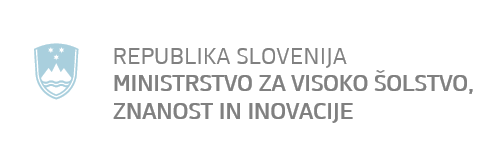 REPUBLIKA SLOVENIJA
MINISTRSTVO ZA VISOKO ŠOLSTVO,
ZNANOST IN INOVACIJE